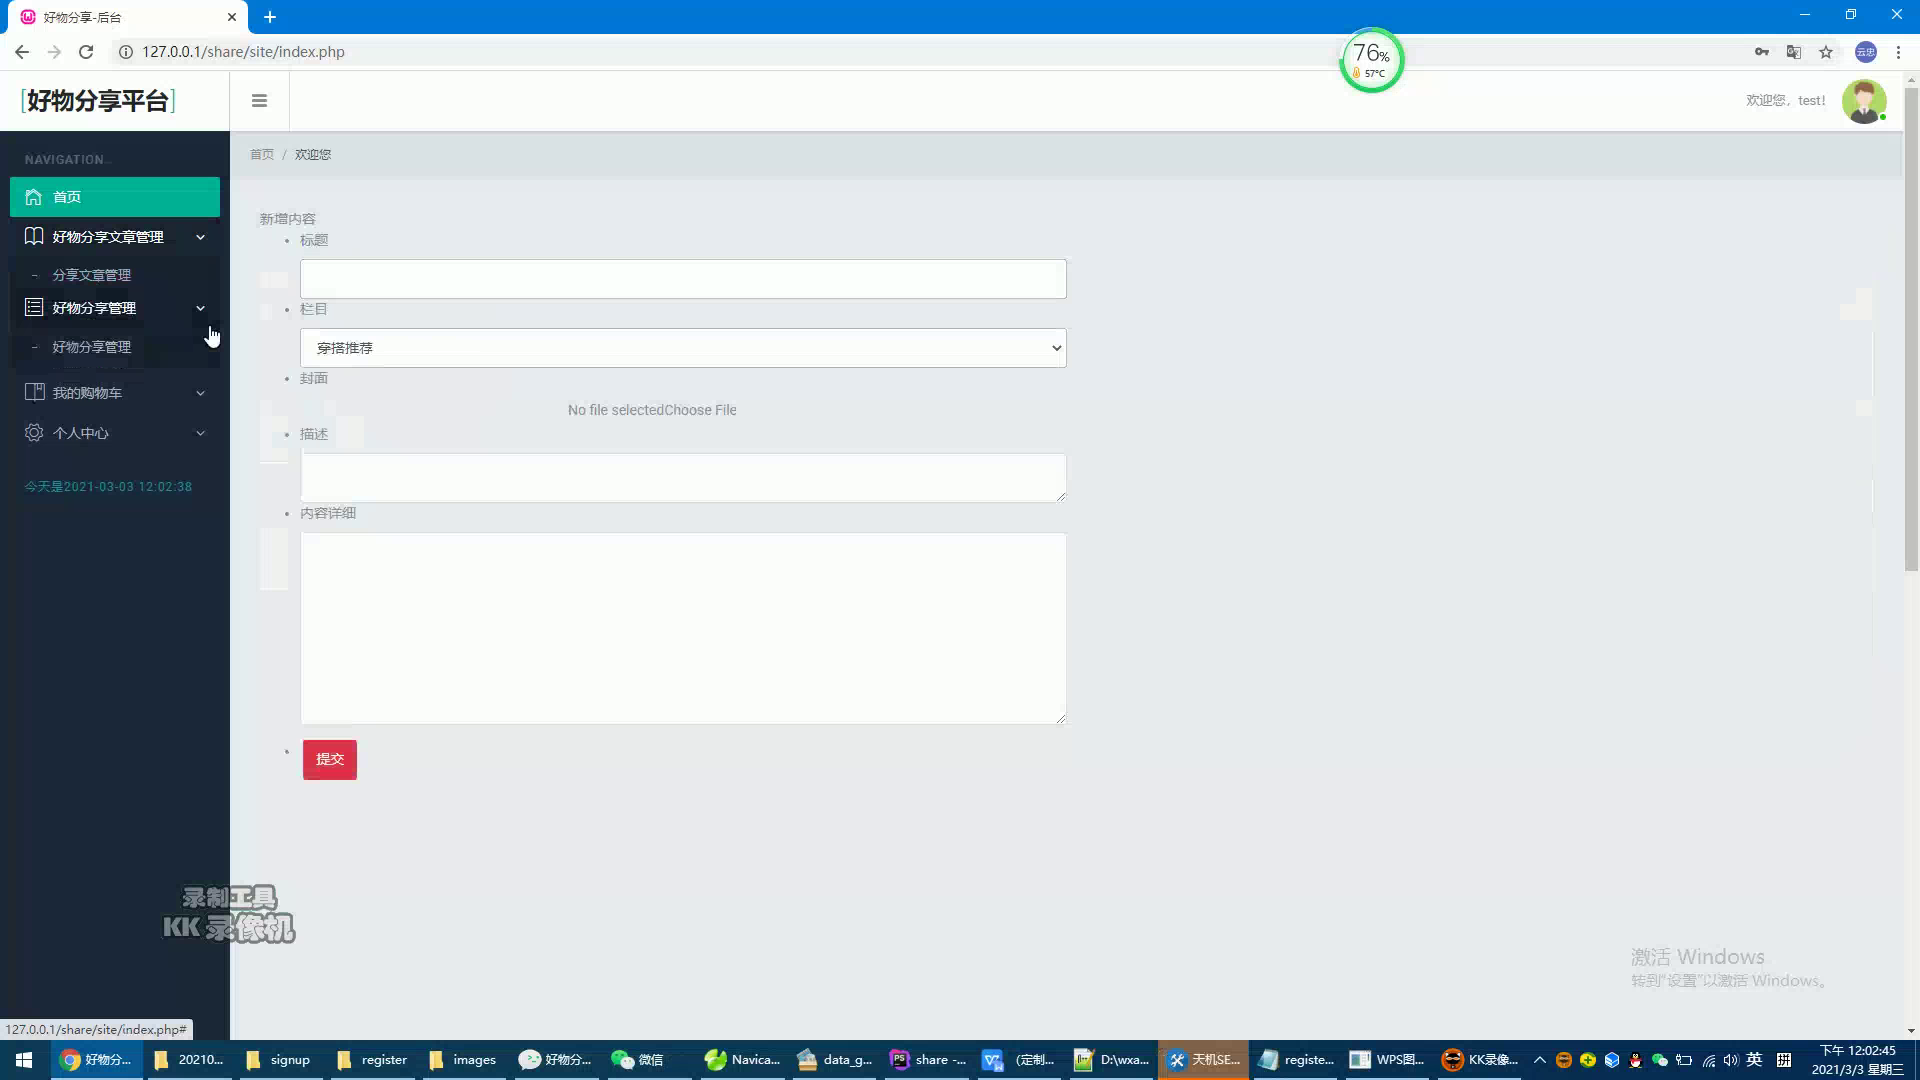 好物分享-后台
127.0.0.1/share/site/index.php
云忠
76%
57℃
[好物分享平台]
欢迎您，test!
NAVIGATION...
首页
好物分享文章管理
分享文章管理
好物分享管理
好物分享管理
我的购物车
个人中心
今天是2021-03-03 12:02:38
首页 / 欢迎您
新增内容
标题
栏目
穿搭推荐
封面
No file selectedChoose File
描述
内容详细
提交
录制工具
KK 录像机
激活 Windows
转到“设置”以激活 Windows。
127.0.0.1/share/site/index.php#
好物分...
20210...
signup
register
images
好物分...
微信
Navica...
data_g...
share -...
(定制...
D:\wxa...
天机SE...
registe...
WPS图...
KK录像...
英
拼
下午 12:02:45
2021/3/3 星期三